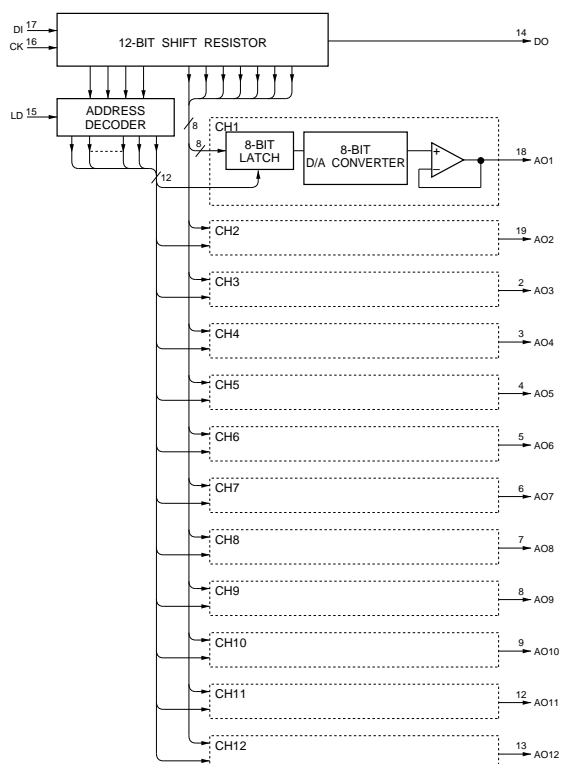 DI 17
CK 16
12-BIT SHIFT RESISTOR
14 DO
LD 15
ADDRESS
DECODER
8
12
CH1
8
8-BIT
LATCH
8-BIT
D/A CONVERTER
+
−
18 AO1
CH2
19 AO2
CH3
2 AO3
CH4
3 AO4
CH5
4 AO5
CH6
5 AO6
CH7
6 AO7
CH8
7 AO8
CH9
8 AO9
CH10
9 AO10
CH11
12 AO11
CH12
13 AO12